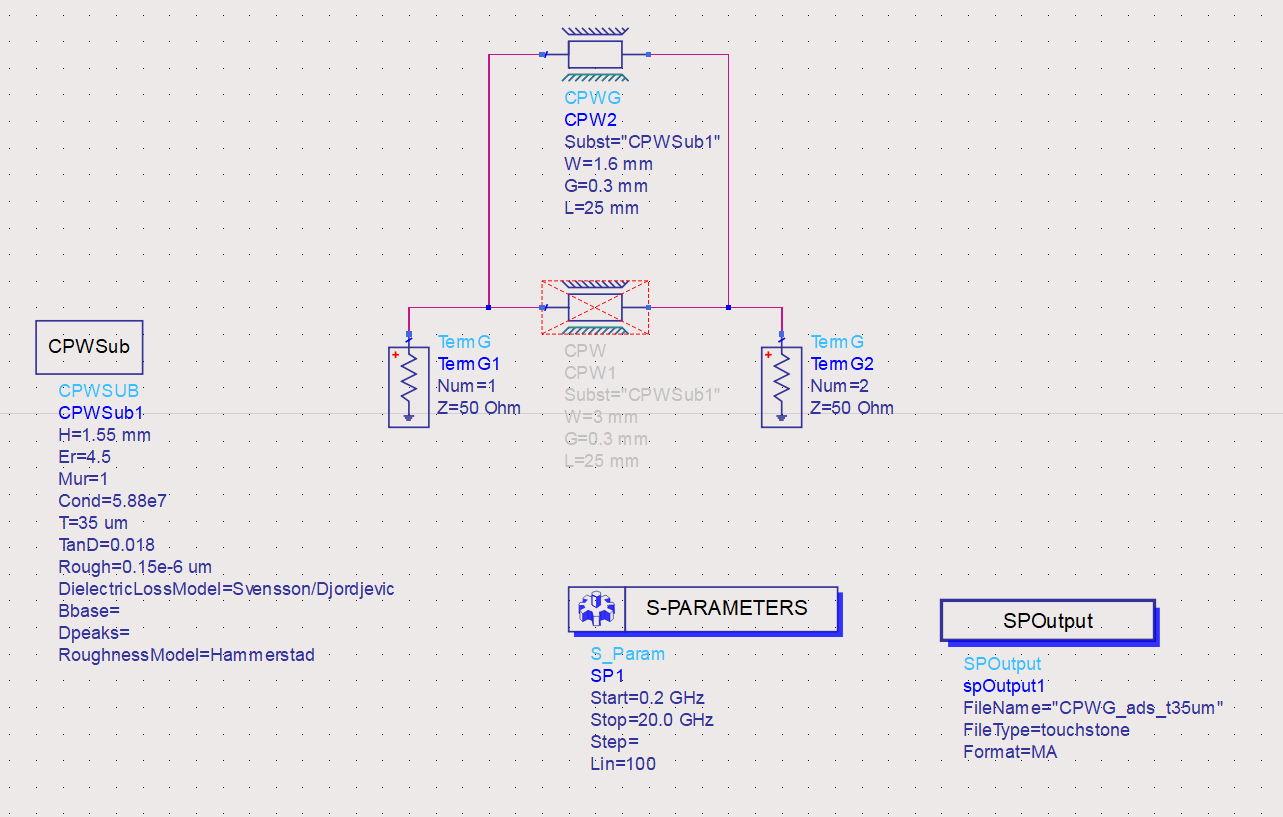 CPWG
CPW2
Subst="CPWSub1"
W=1.6 mm
G=0.3 mm
L=25 mm
CPWSub
CPWSUB
CPWSub1
H=1.55 mm
Er=4.5
Mur=1
Cond=5.88e7
T=35 um
TanD=0.018
Rough=0.15e-6 um
DielectricLossModel=Svensson/Djordjevic
Bbase=
Dpeaks=
RoughnessModel=Hammerstad
+
TermG
TermG1
Num=1
Z=50 Ohm
CPW
CPW1
Subst="CPWSub1"
W=3 mm
G=0.3 mm
L=25 mm
+
TermG
TermG2
Num=2
Z=50 Ohm
S-PARAMETERS
S_Param
SP1
Start=0.2 GHz
Stop=20.0 GHz
Step=
Lin=100
SPOutput
SPOutput
spOutput1
FileName="CPWG_ads_t35um"
FileType=touchstone
Format=MA